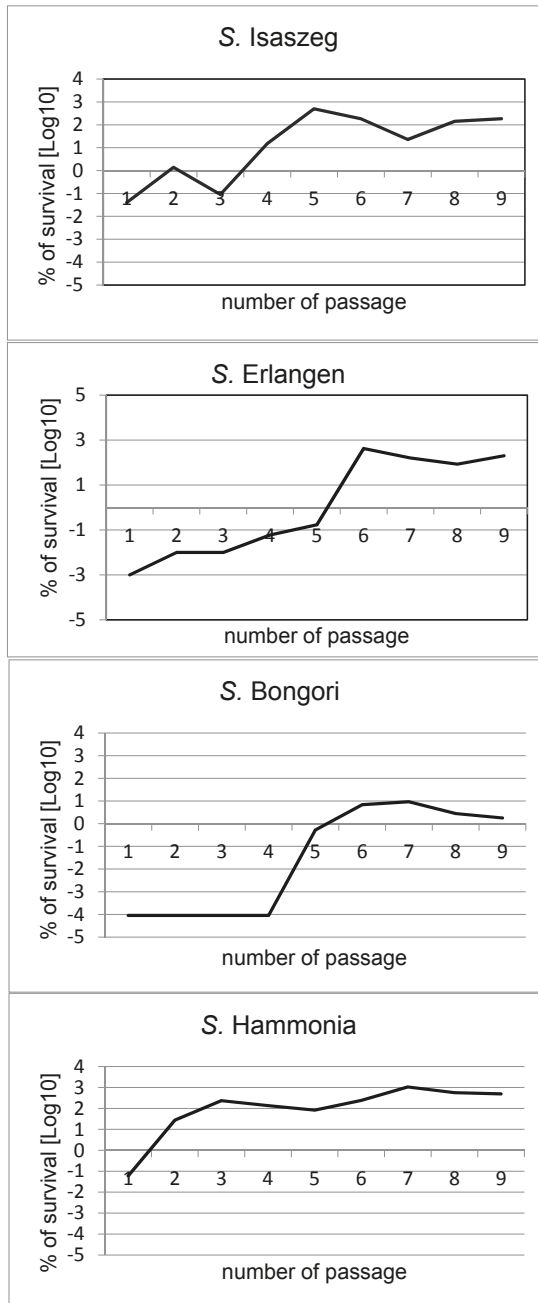 S. Isaszeg
% of survival [Log10]
4
3
2
1
0
-1
-2
-3
-4
-5
1 2 3 4 5 6 7 8 9
number of passage
S. Erlangen
% of survival [Log10]
5
3
1
-1
-3
-5
1 2 3 4 5 6 7 8 9
number of passage
S. Bongori
% of survival [Log10]
4
3
2
1
0
-1
-2
-3
-4
-5
1 2 3 4 5 6 7 8 9
number of passage
S. Hammonia
% of survival [Log10]
4
3
2
1
0
-1
-2
-3
-4
-5
1 2 3 4 5 6 7 8 9
number of passage